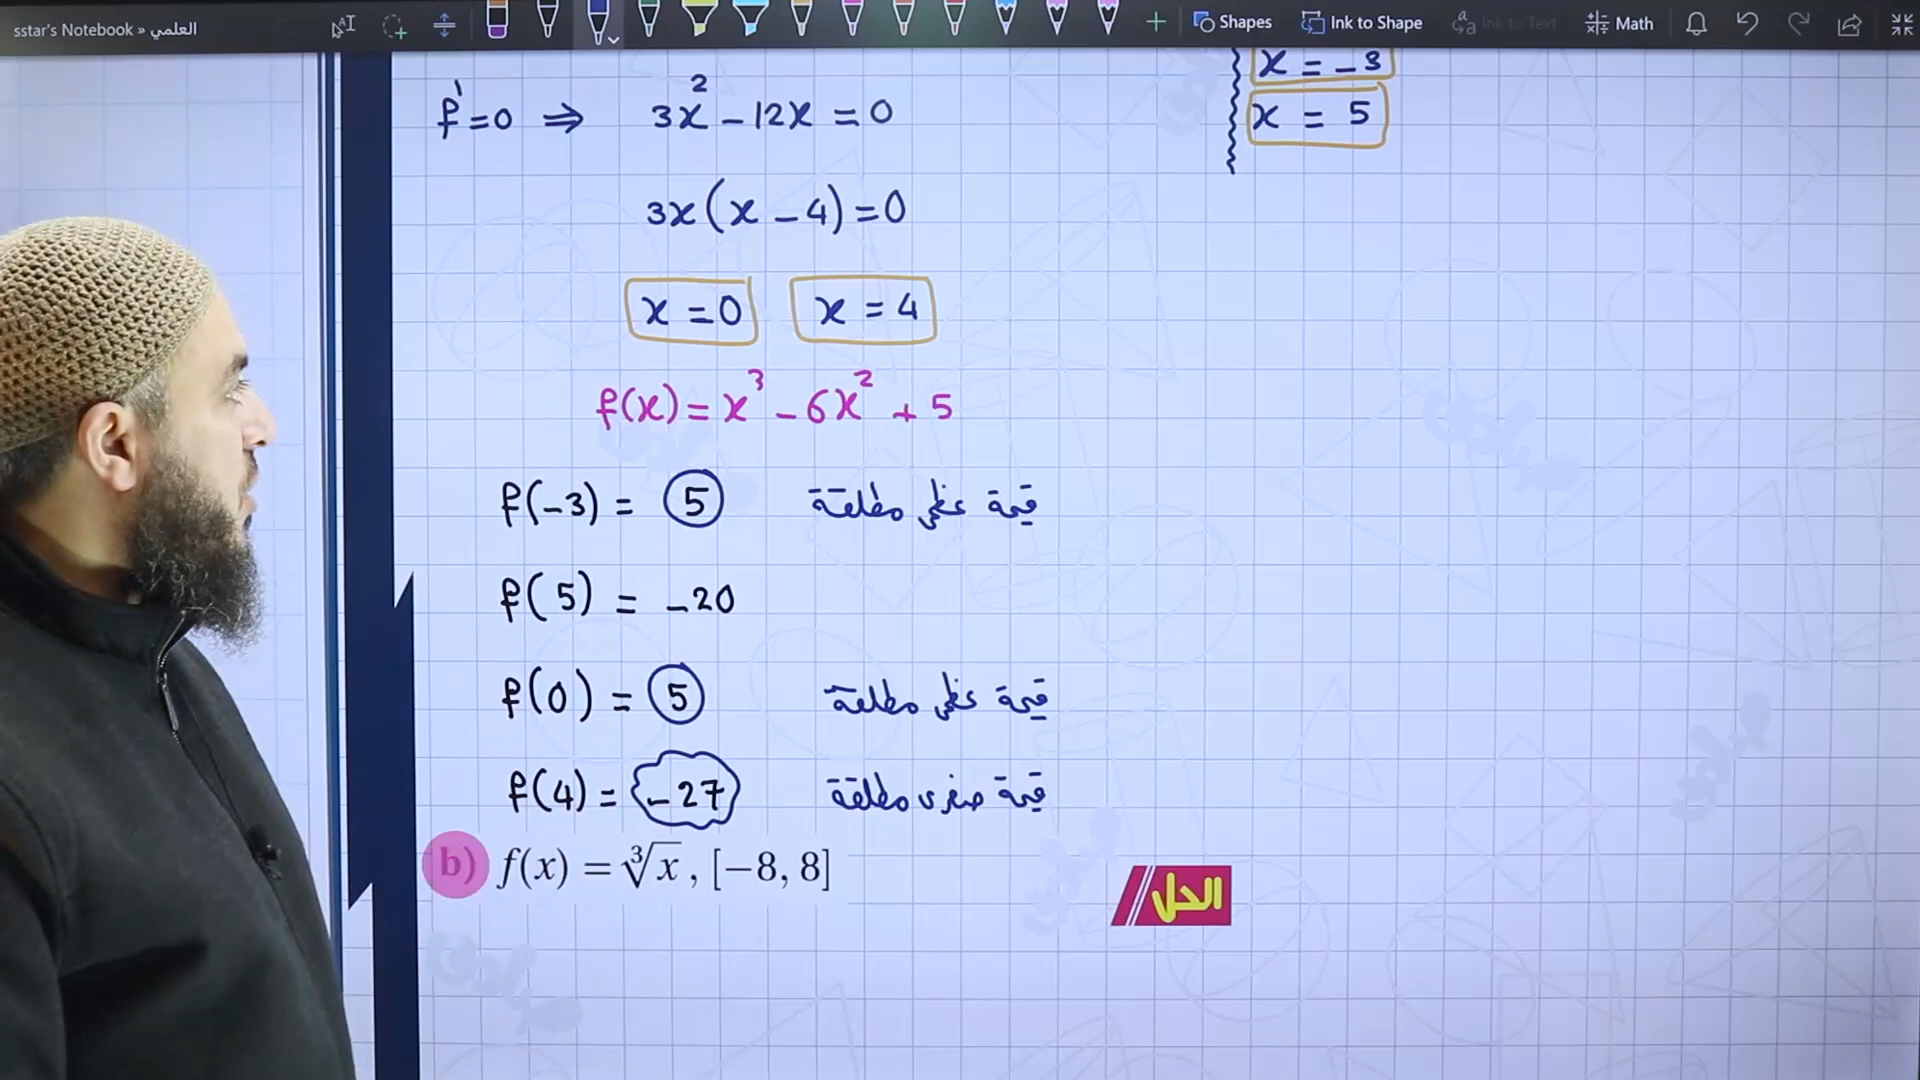 sstar's Notebook » العلمي
Shapes
Ink to Shape
Ink to Text
Math
x = -3
x = 5
f' = 0 ⇒ 3x² - 12x = 0
3x(x - 4) = 0
x = 0 x = 4
f(x) = x³ - 6x² + 5
f(-3) = 5 قيمة عظمى مطلقة
f(5) = -20
f(0) = 5 قيمة عظمى مطلقة
f(4) = -27 قيمة صغرى مطلقة
b) f(x) = ∛x , [−8, 8]
الحل